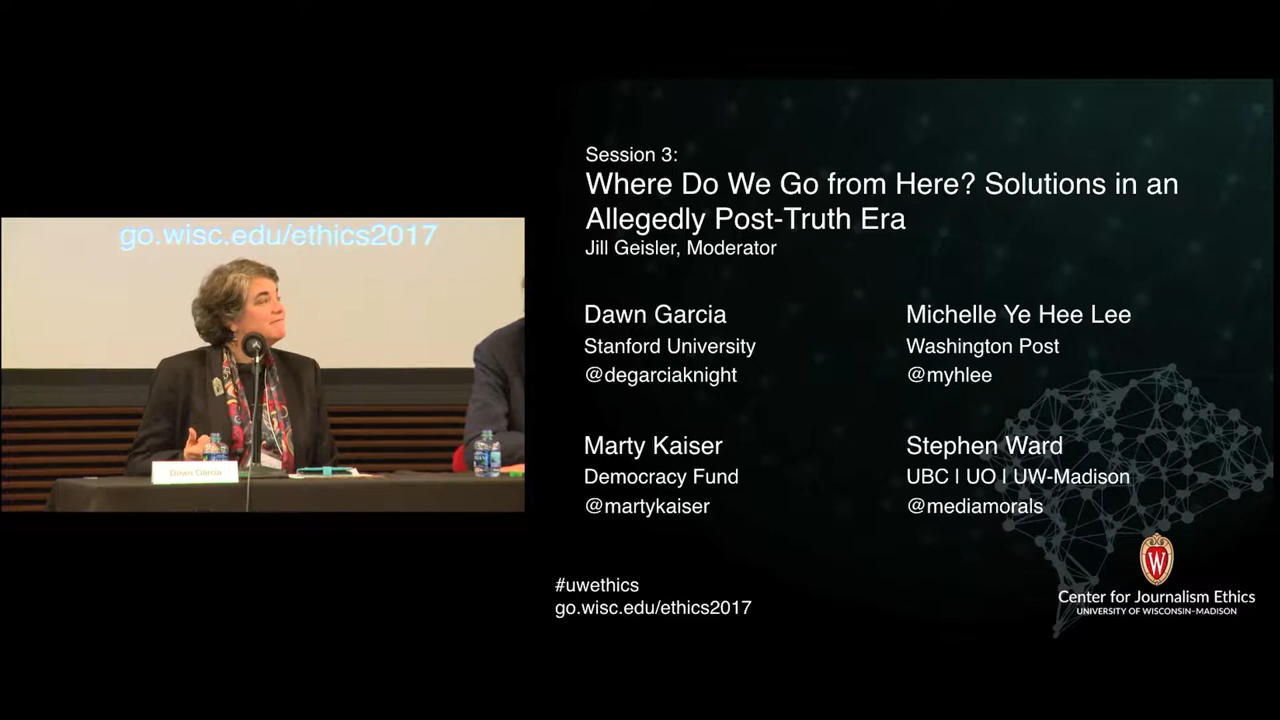 go.wisc.edu/ethics2017
Dawn Garcia
Session 3:
Where Do We Go from Here? Solutions in an
Allegedly Post-Truth Era
Jill Geisler, Moderator
Dawn Garcia
Stanford University
@degarciaknight
Michelle Ye Hee Lee
Washington Post
@myhlee
Marty Kaiser
Democracy Fund
@martykaiser
Stephen Ward
UBC | UO | UW-Madison
@mediamorals
#uwethics
go.wisc.edu/ethics2017
W
Center for Journalism Ethics
UNIVERSITY OF WISCONSIN–MADISON